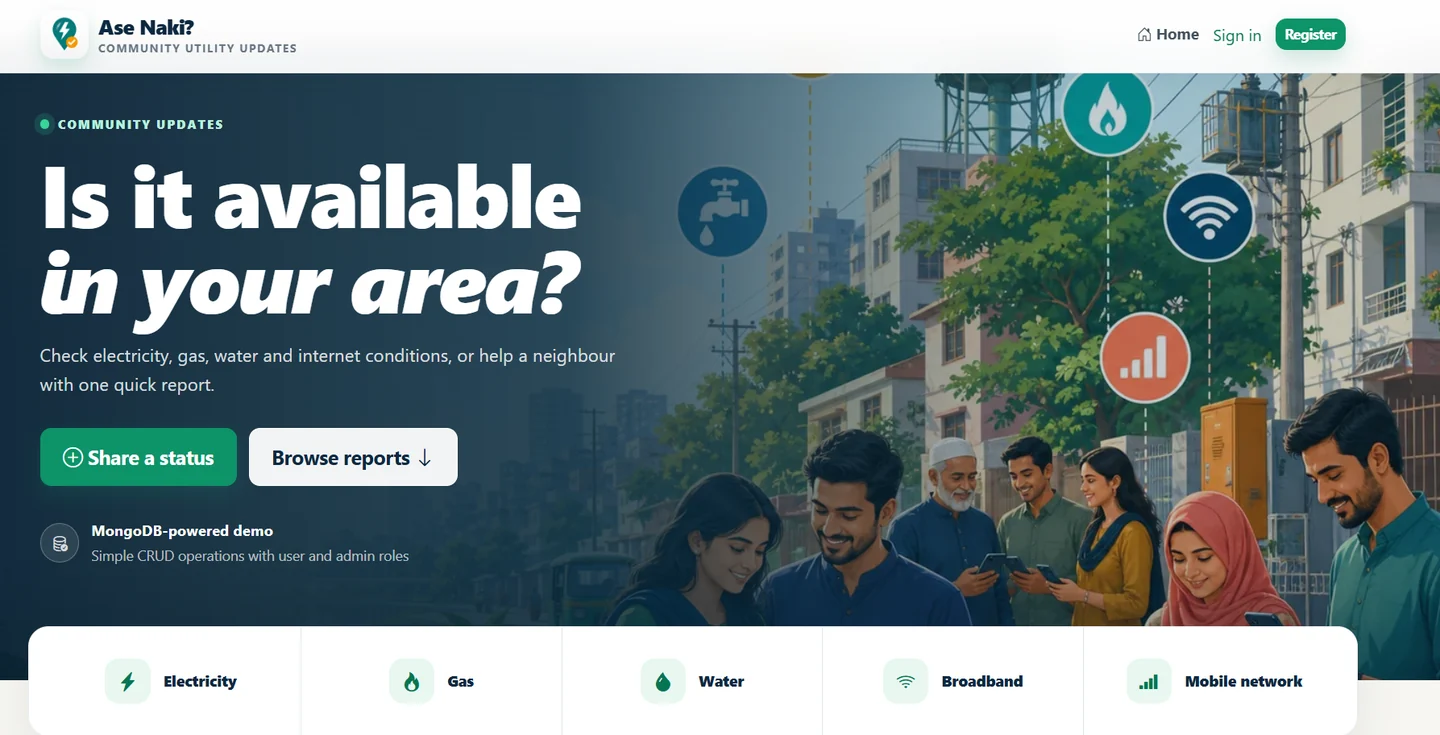 Ase Naki?
COMMUNITY UTILITY UPDATES
Home
Sign in
Register
COMMUNITY UPDATES
Is it available
in your area?
Check electricity, gas, water and internet conditions, or help a neighbour
with one quick report.
Share a status
Browse reports ↓
MongoDB-powered demo
Simple CRUD operations with user and admin roles
Electricity
Gas
Water
Broadband
Mobile network